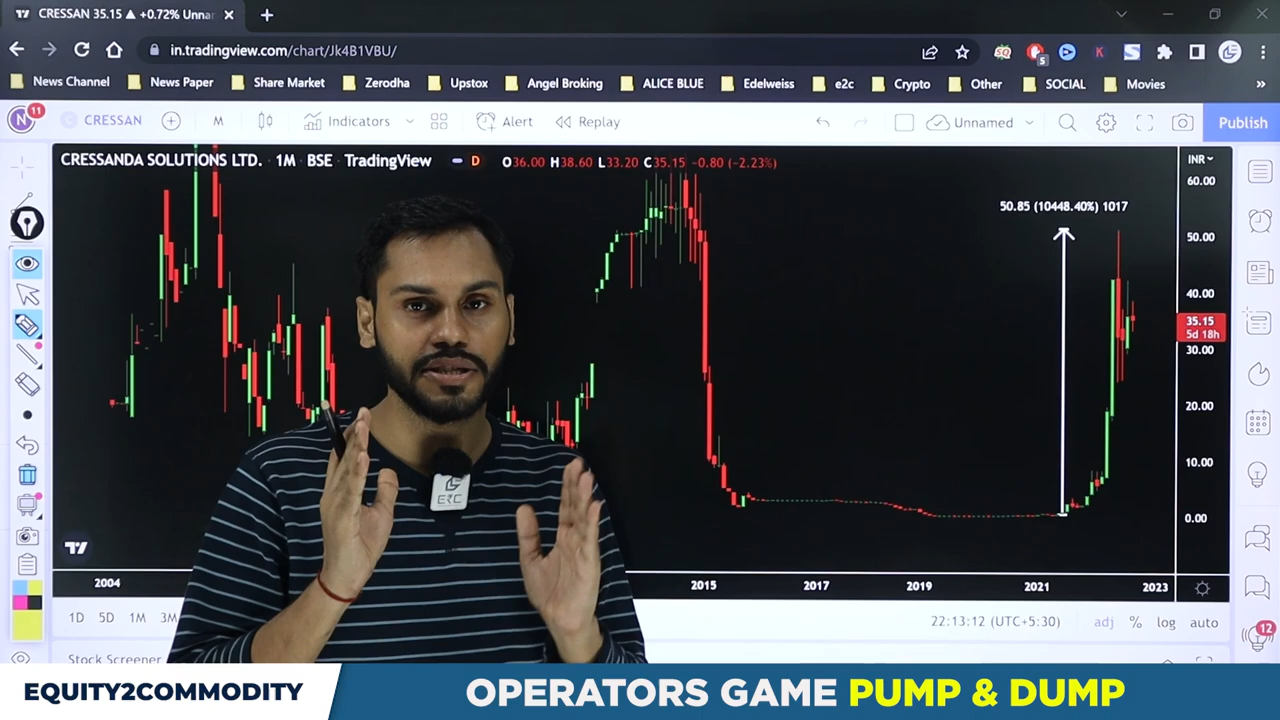 CRESSAN 35.15 ▲ +0.72% Unnar
in.tradingview.com/chart/Jk4B1VBU/
5
News Channel News Paper Share Market Zerodha Upstox Angel Broking ALICE BLUE Edelweiss e2c Crypto Other SOCIAL Movies »
N 11 CRESSAN M Indicators Alert Replay Unnamed Publish
CRESSANDA SOLUTIONS LTD. · 1M · BSE · TradingView D O36.00 H38.60 L33.20 C35.15 -0.80 (-2.23%)
INR
60.00
50.85 (10448.40%) 1017
50.00
40.00
35.15
5d 18h
30.00
20.00
10.00
0.00
E₹C
2004 2015 2017 2019 2021 2023
1D 5D 1M 3M 22:13:12 (UTC+5:30) adj % log auto
12
Stock Screener
EQUITY2COMMODITY
OPERATORS GAME PUMP & DUMP